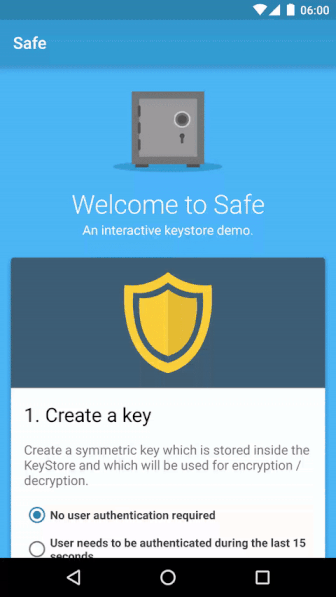 06:00
Safe
Welcome to Safe
An interactive keystore demo.
1. Create a key
Create a symmetric key which is stored inside the
KeyStore and which will be used for encryption /
decryption.
No user authentication required
User needs to be authenticated during the last 15
seconds